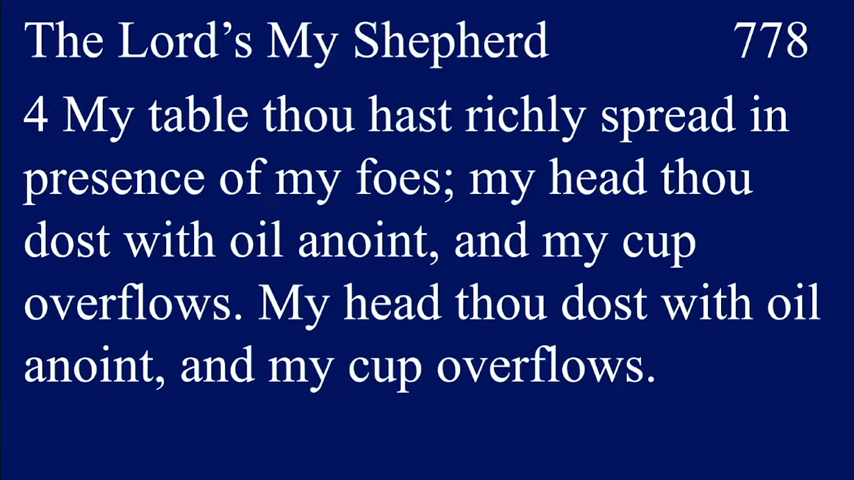 The Lord’s My Shepherd 778
4 My table thou hast richly spread in
presence of my foes; my head thou
dost with oil anoint, and my cup
overflows. My head thou dost with oil
anoint, and my cup overflows.